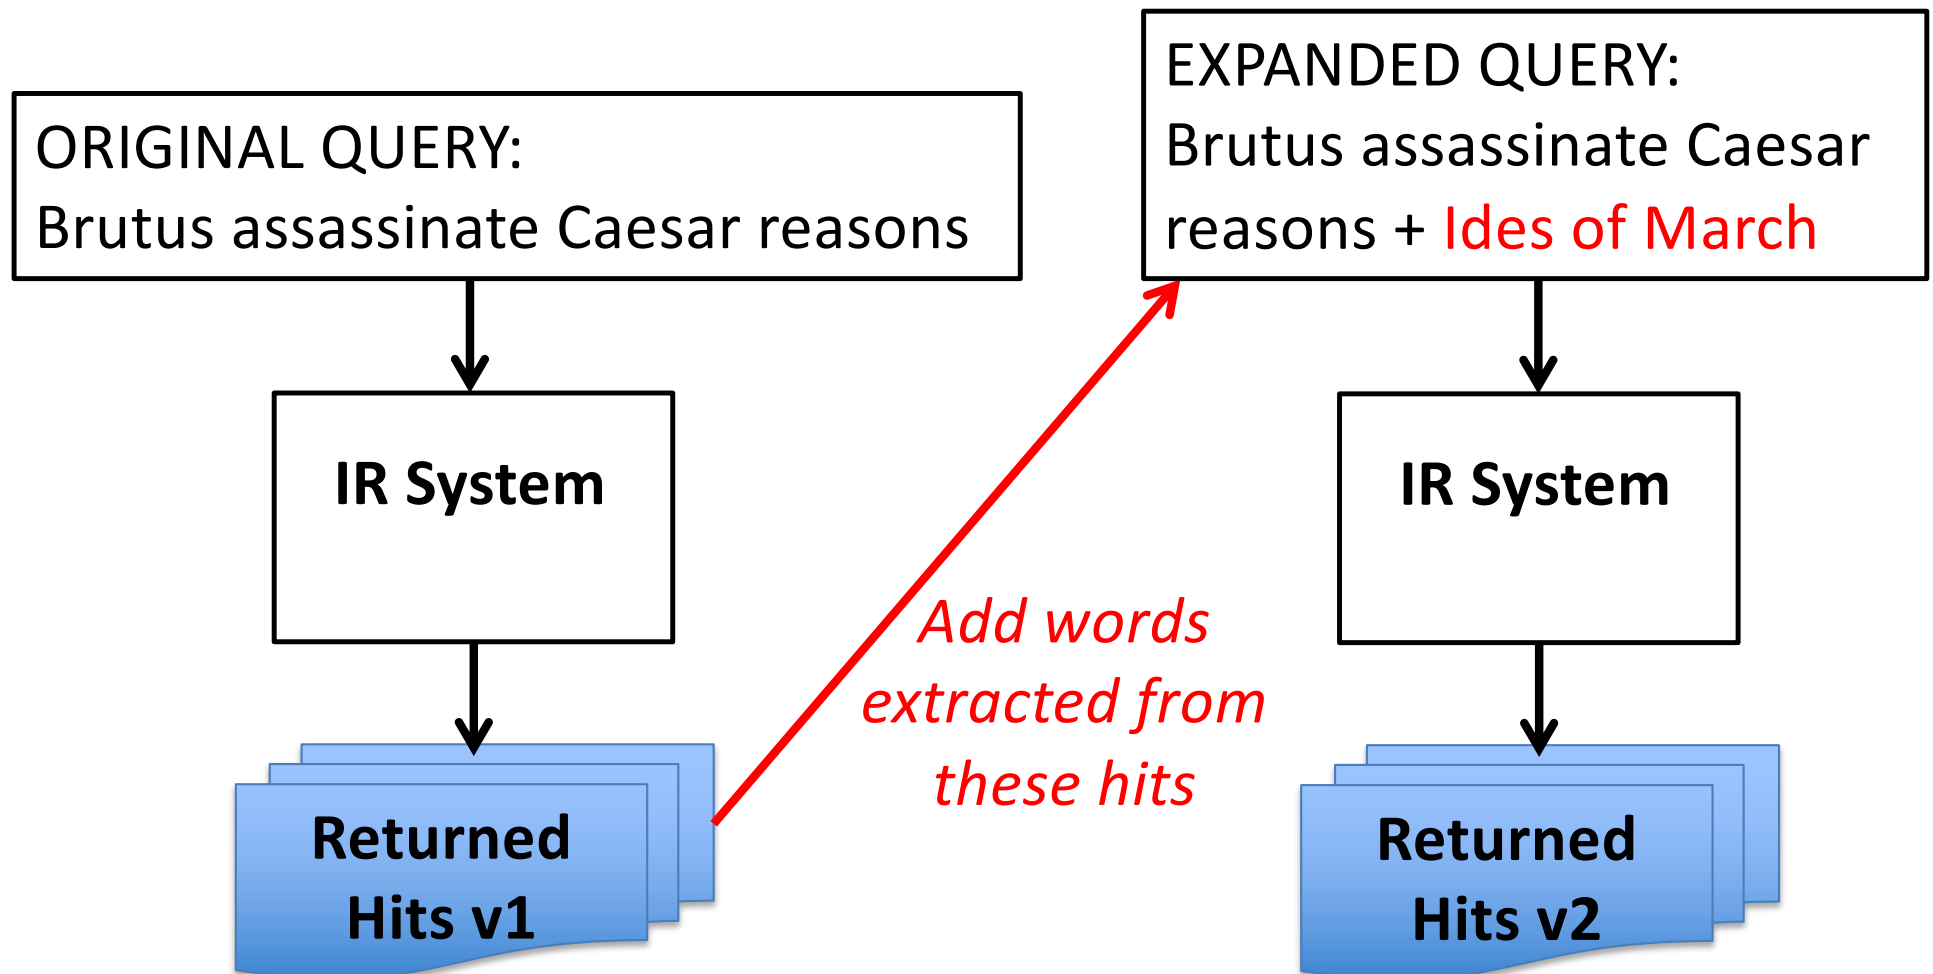 ORIGINAL QUERY:
Brutus assassinate Caesar reasons
IR System
Returned
Hits v1
Add words
extracted from
these hits
EXPANDED QUERY:
Brutus assassinate Caesar
reasons + Ides of March
IR System
Returned
Hits v2